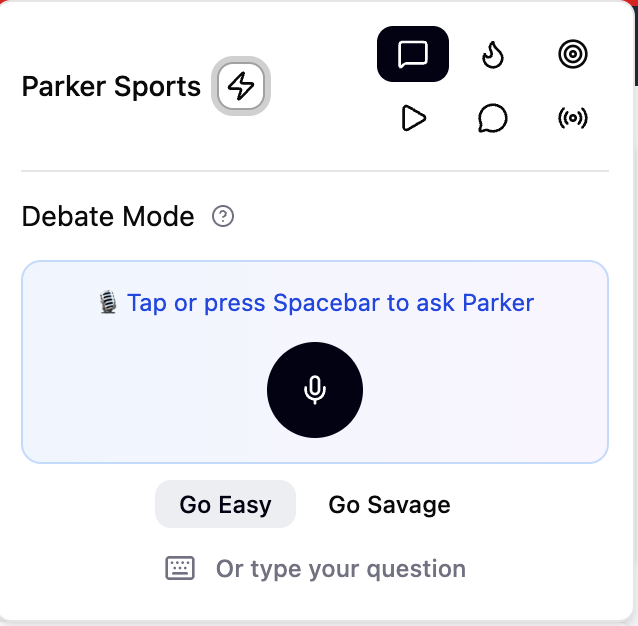 Parker Sports
Debate Mode
Tap or press Spacebar to ask Parker
Go Easy
Go Savage
Or type your question